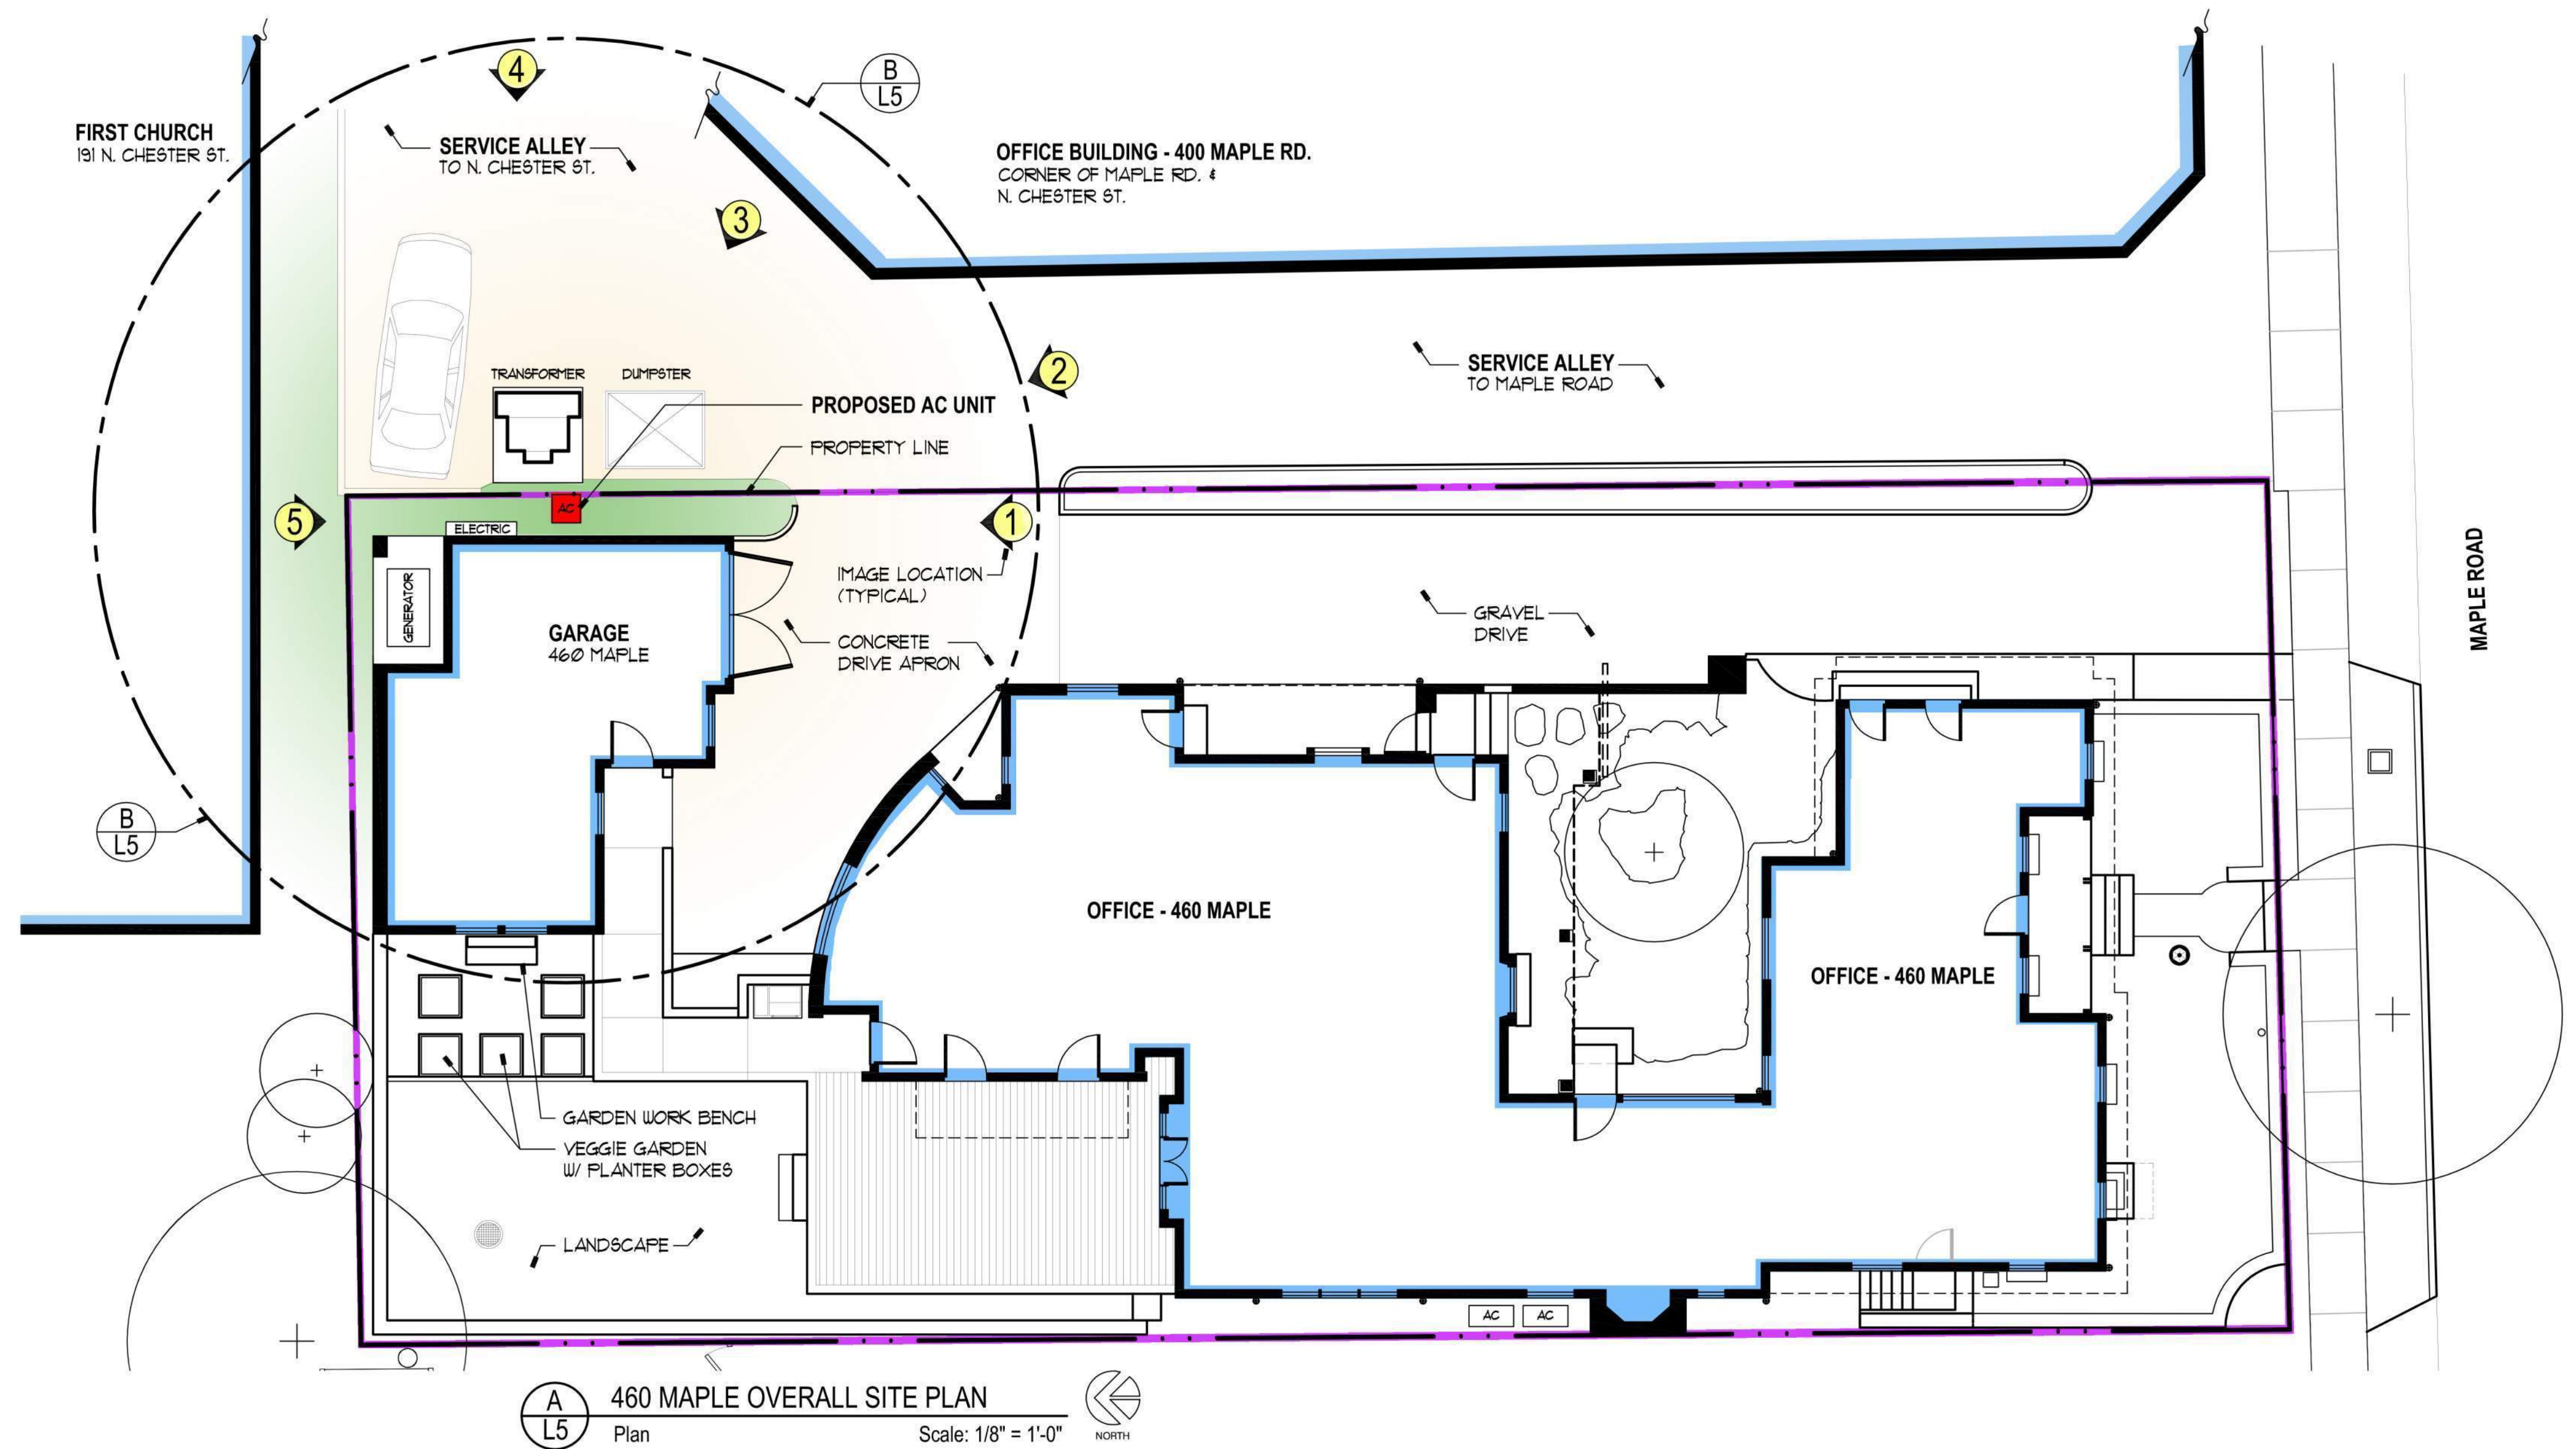 4
B
L5
FIRST CHURCH
191 N. CHESTER ST.
SERVICE ALLEY
TO N. CHESTER ST.
OFFICE BUILDING - 400 MAPLE RD.
CORNER OF MAPLE RD. &
N. CHESTER ST.
3
2
SERVICE ALLEY
TO MAPLE ROAD
TRANSFORMER
DUMPSTER
PROPOSED AC UNIT
PROPERTY LINE
5
AC
ELECTRIC
1
IMAGE LOCATION
(TYPICAL)
GENERATOR
GARAGE
460 MAPLE
CONCRETE
DRIVE APRON
GRAVEL
DRIVE
MAPLE ROAD
B
L5
OFFICE - 460 MAPLE
OFFICE - 460 MAPLE
GARDEN WORK BENCH
VEGGIE GARDEN
W/ PLANTER BOXES
LANDSCAPE
AC
AC
A
L5
460 MAPLE OVERALL SITE PLAN
Plan
Scale: 1/8" = 1'-0"
NORTH